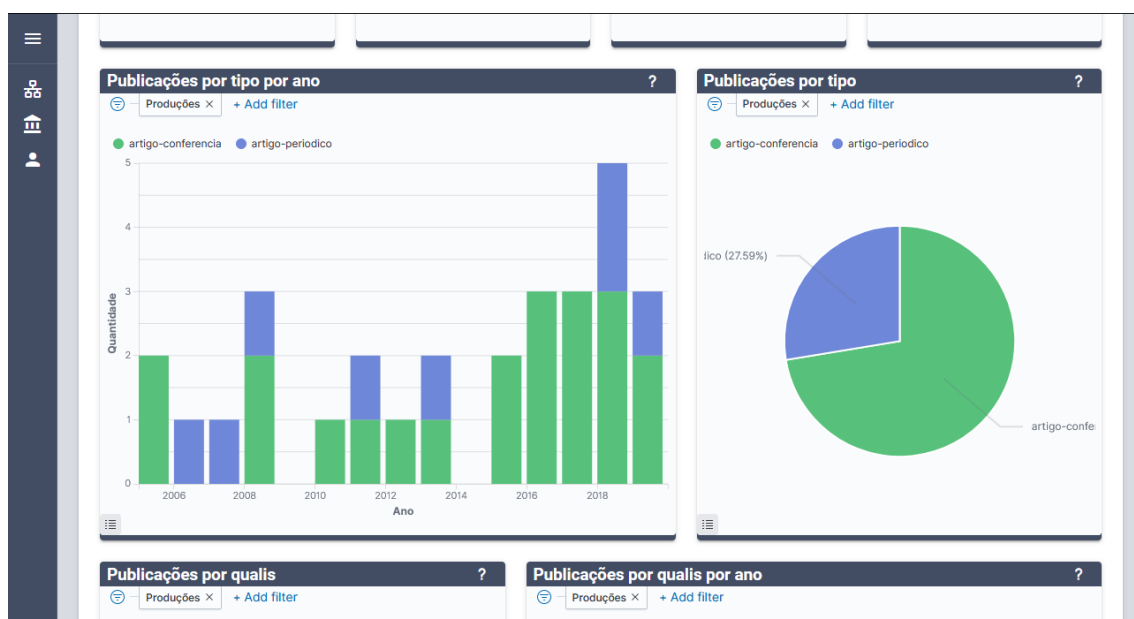 Publicações por tipo por ano ?
Produções × + Add filter
artigo-conferencia artigo-periodico
5
4
3
2
1
0
Quantidade
2006 2008 2010 2012 2014 2016 2018
Ano
Publicações por tipo ?
Produções × + Add filter
artigo-conferencia artigo-periodico
dico (27.59%)
artigo-confe
Publicações por qualis ?
Produções × + Add filter
Publicações por qualis por ano ?
Produções × + Add filter